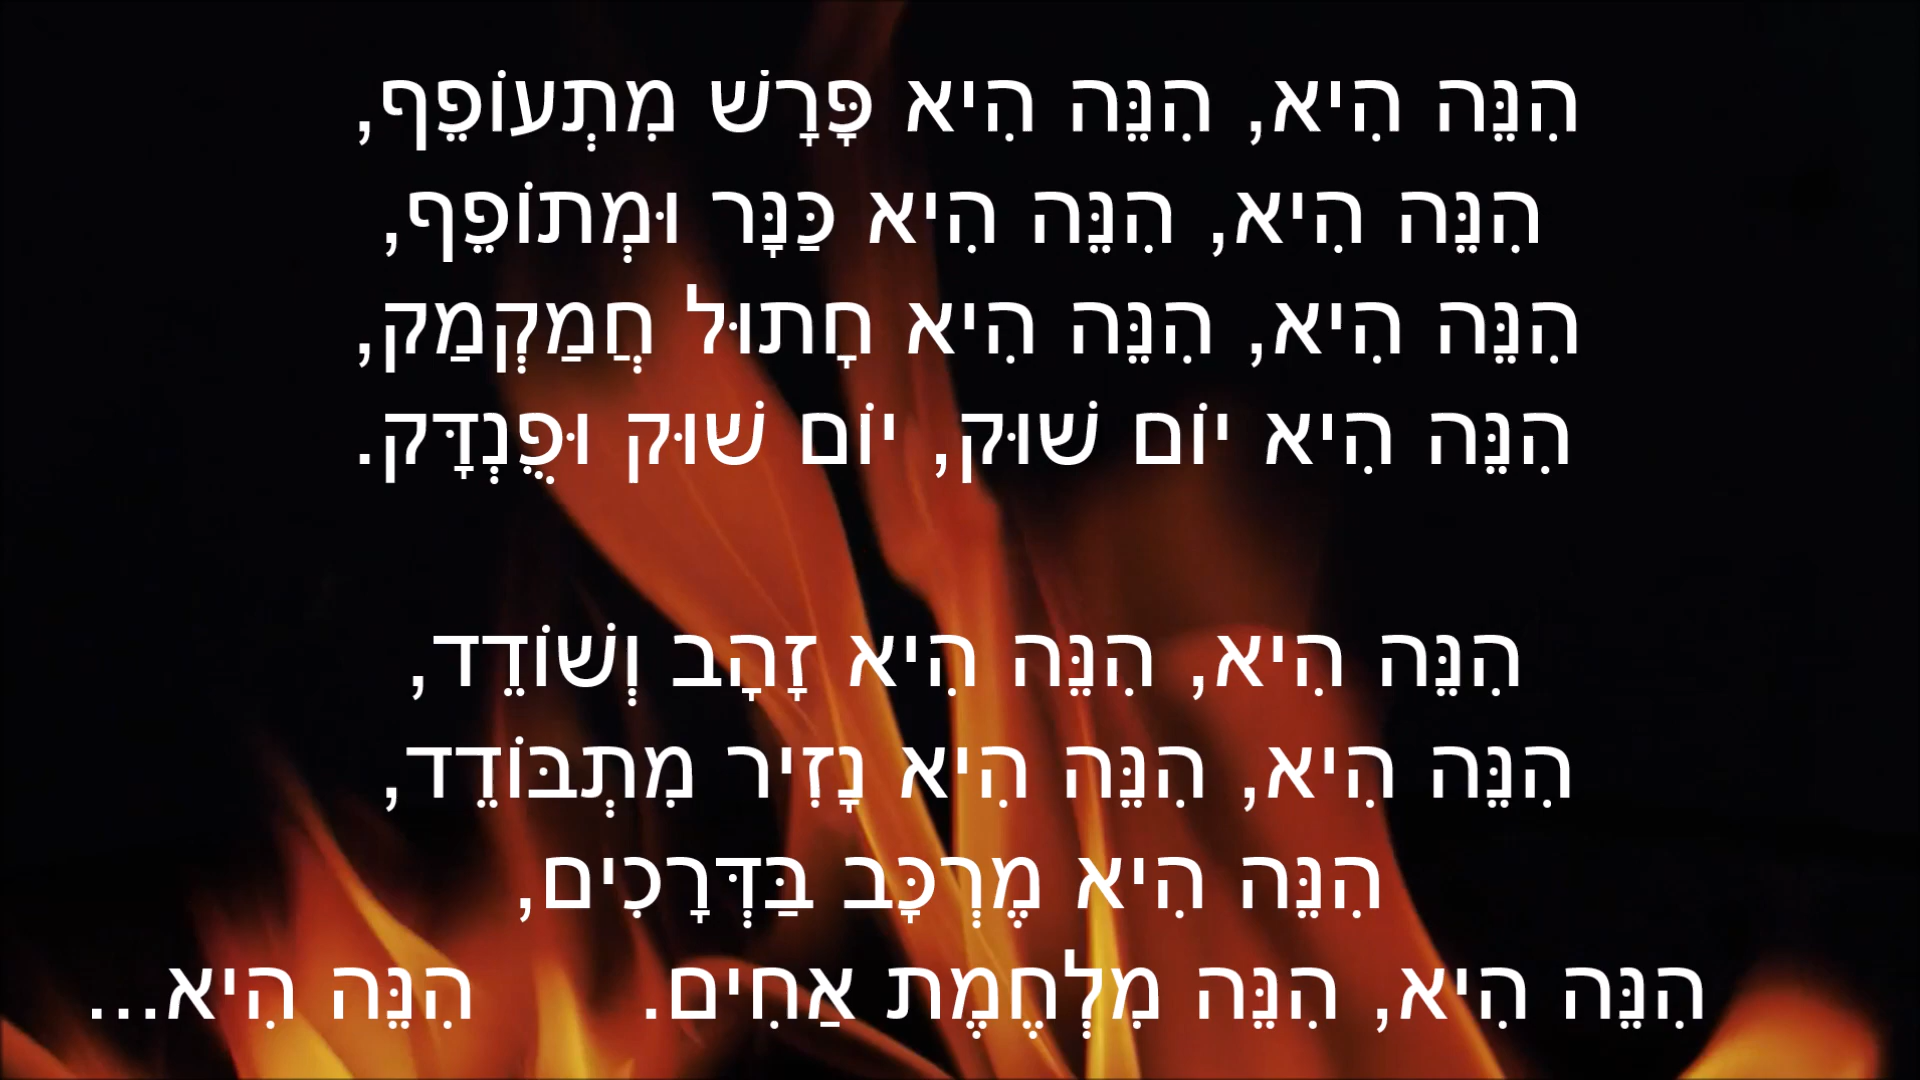 הִנֵּה הִיא, הִנֵּה הִיא פָּרָשׁ מִתְעוֹפֵף,
הִנֵּה הִיא, הִנֵּה הִיא כַּנָּר וּמְתוֹפֵף,
הִנֵּה הִיא, הִנֵּה הִיא חָתוּל חֲמַקְמַק,
הִנֵּה הִיא יוֹם שׁוּק, יוֹם שׁוּק וּפֻנְדָּק.
הִנֵּה הִיא, הִנֵּה הִיא זָהָב וְשׁוֹדֵד,
הִנֵּה הִיא, הִנֵּה הִיא נָזִיר מִתְבּוֹדֵד,
הִנֵּה הִיא מֶרְכָּב בַּדְּרָכִים,
הִנֵּה הִיא, הִנֵּה מִלְחֶמֶת אַחִים. הִנֵּה הִיא...